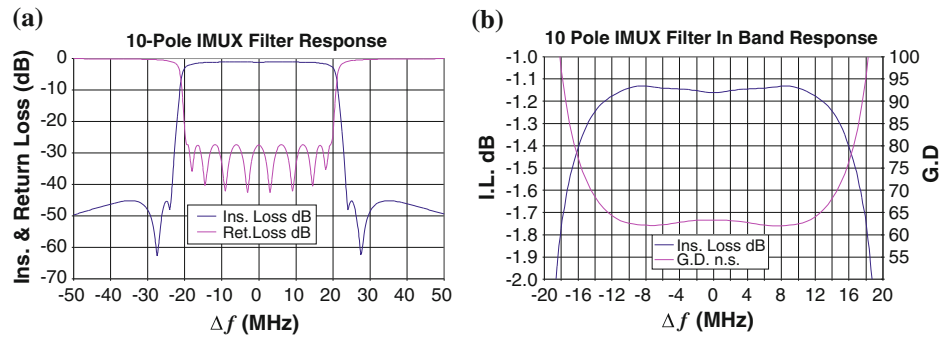 (a)
10-Pole IMUX Filter Response
Ins. & Return Loss (dB)
0
-10
-20
-30
-40
-50
-60
-70
Ins. Loss dB
Ret.Loss dB
-50 -40 -30 -20 -10 0 10 20 30 40 50
Δf (MHz)
(b)
10 Pole IMUX Filter In Band Response
I.L. dB
-1.0
-1.1
-1.2
-1.3
-1.4
-1.5
-1.6
-1.7
-1.8
-1.9
-2.0
100
95
90
85
80
75
70
65
60
55
G.D
Ins. Loss dB
G.D. n.s.
-20 -16 -12 -8 -4 0 4 8 12 16 20
Δf (MHz)